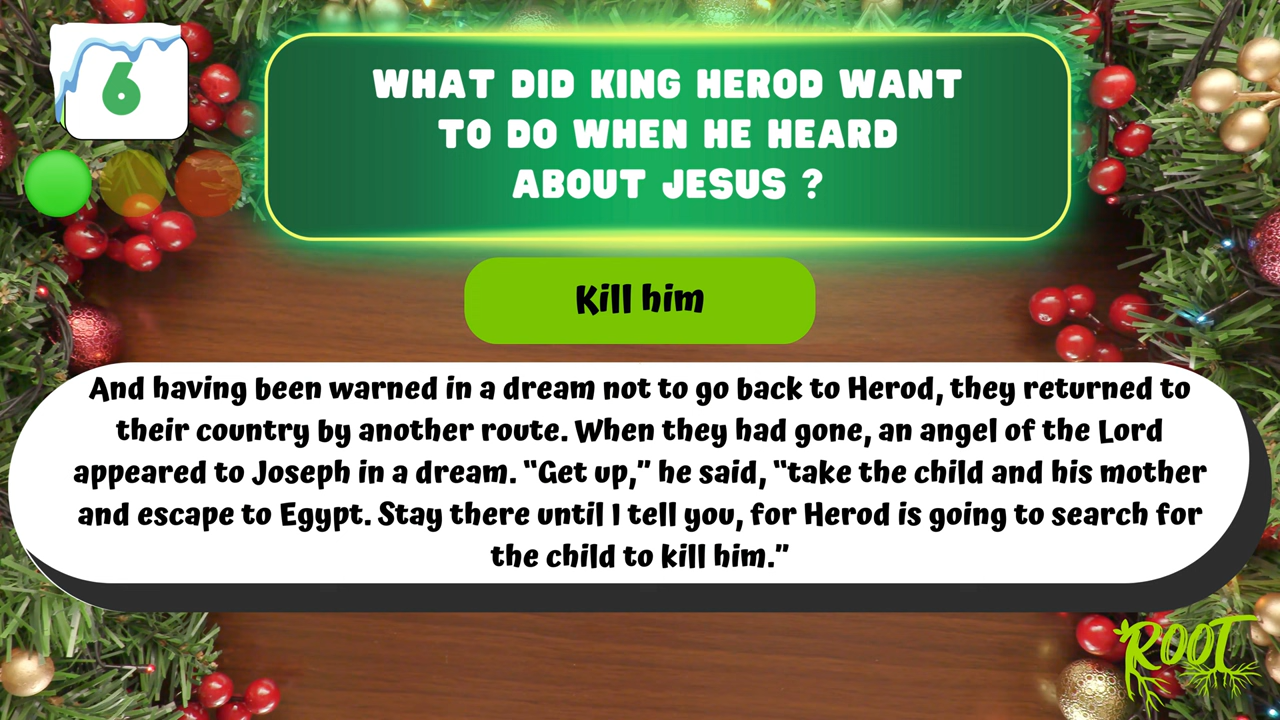 6
WHAT DID KING HEROD WANT
TO DO WHEN HE HEARD
ABOUT JESUS ?
Kill him
And having been warned in a dream not to go back to Herod, they returned to
their country by another route. When they had gone, an angel of the Lord
appeared to Joseph in a dream. “Get up,” he said, “take the child and his mother
and escape to Egypt. Stay there until I tell you, for Herod is going to search for
the child to kill him.”
ROOT